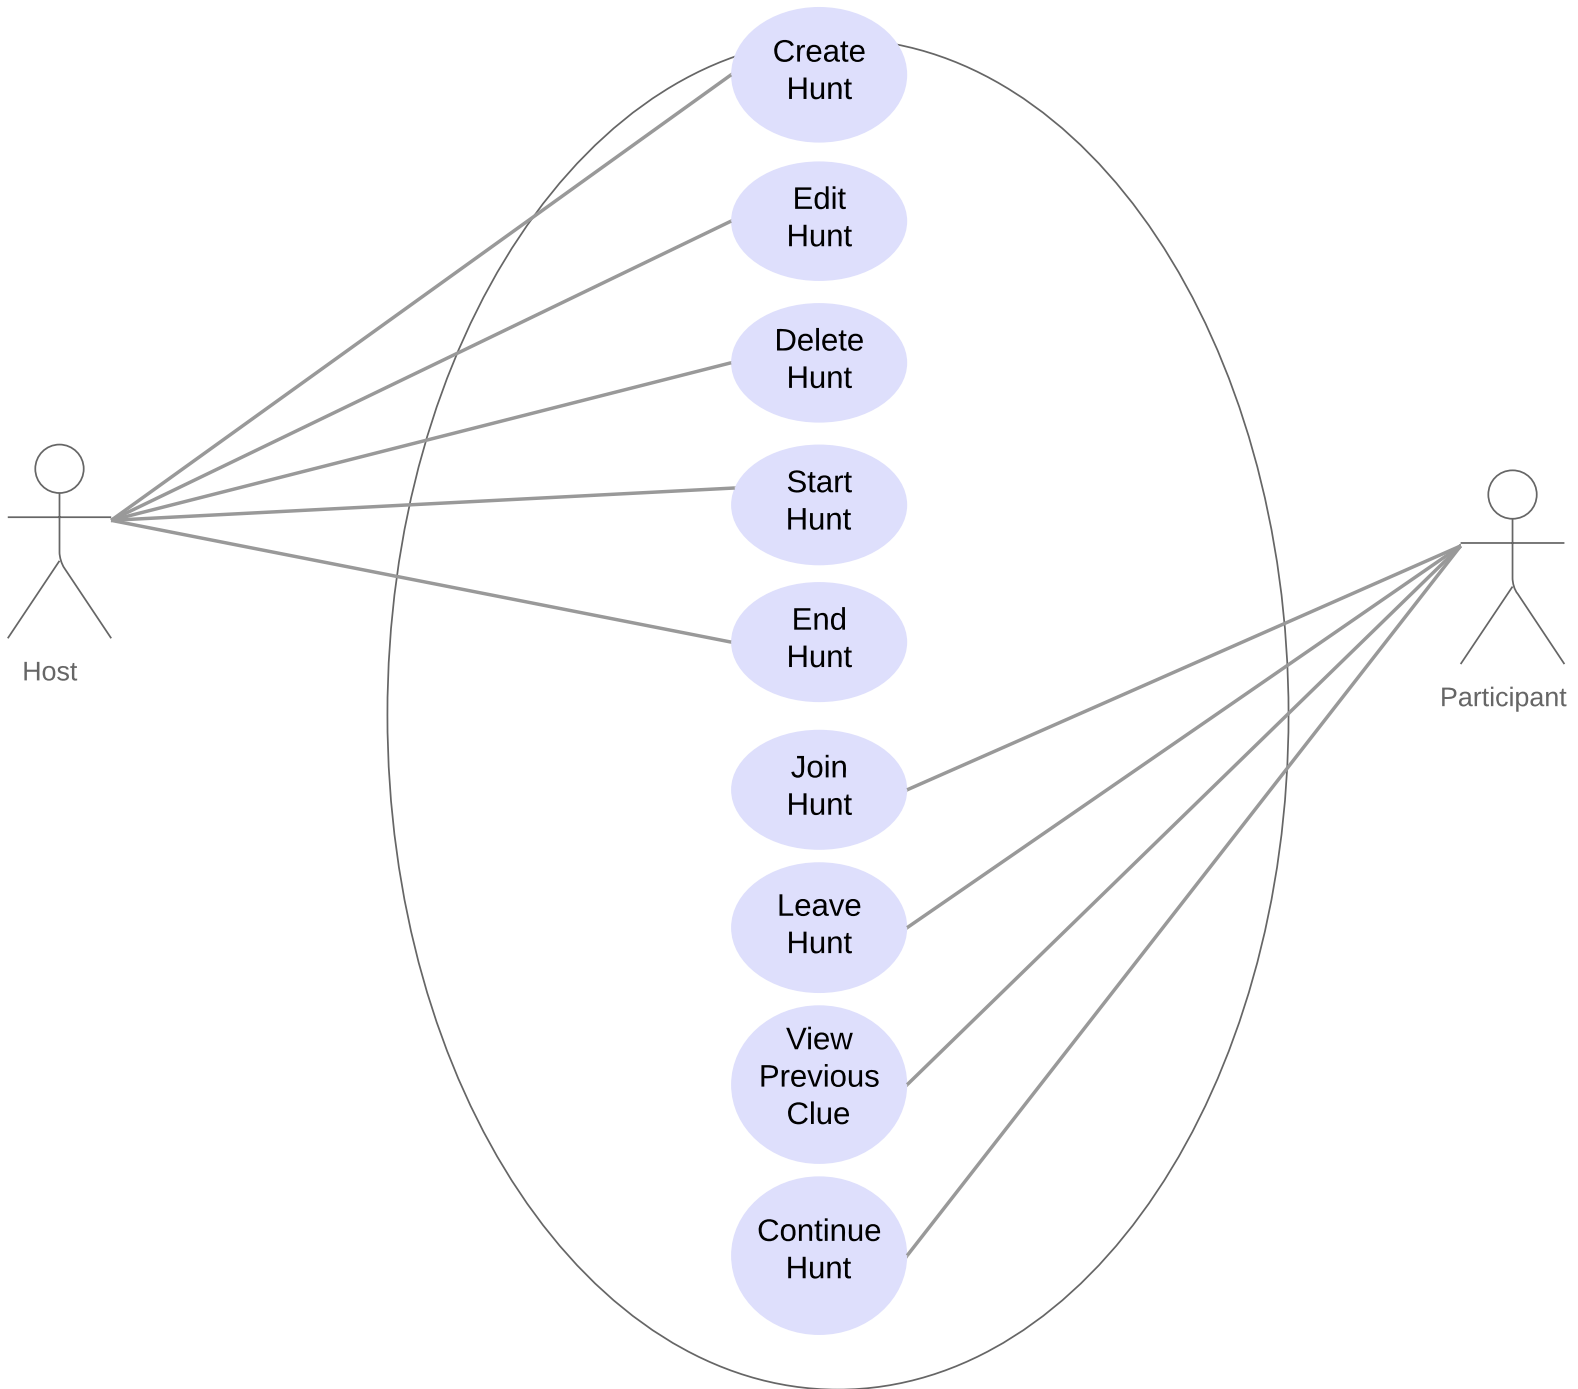 Create
Hunt
Edit
Hunt
Delete
Hunt
Start
Hunt
End
Hunt
Host
Participant
Join
Hunt
Leave
Hunt
View
Previous
Clue
Continue
Hunt